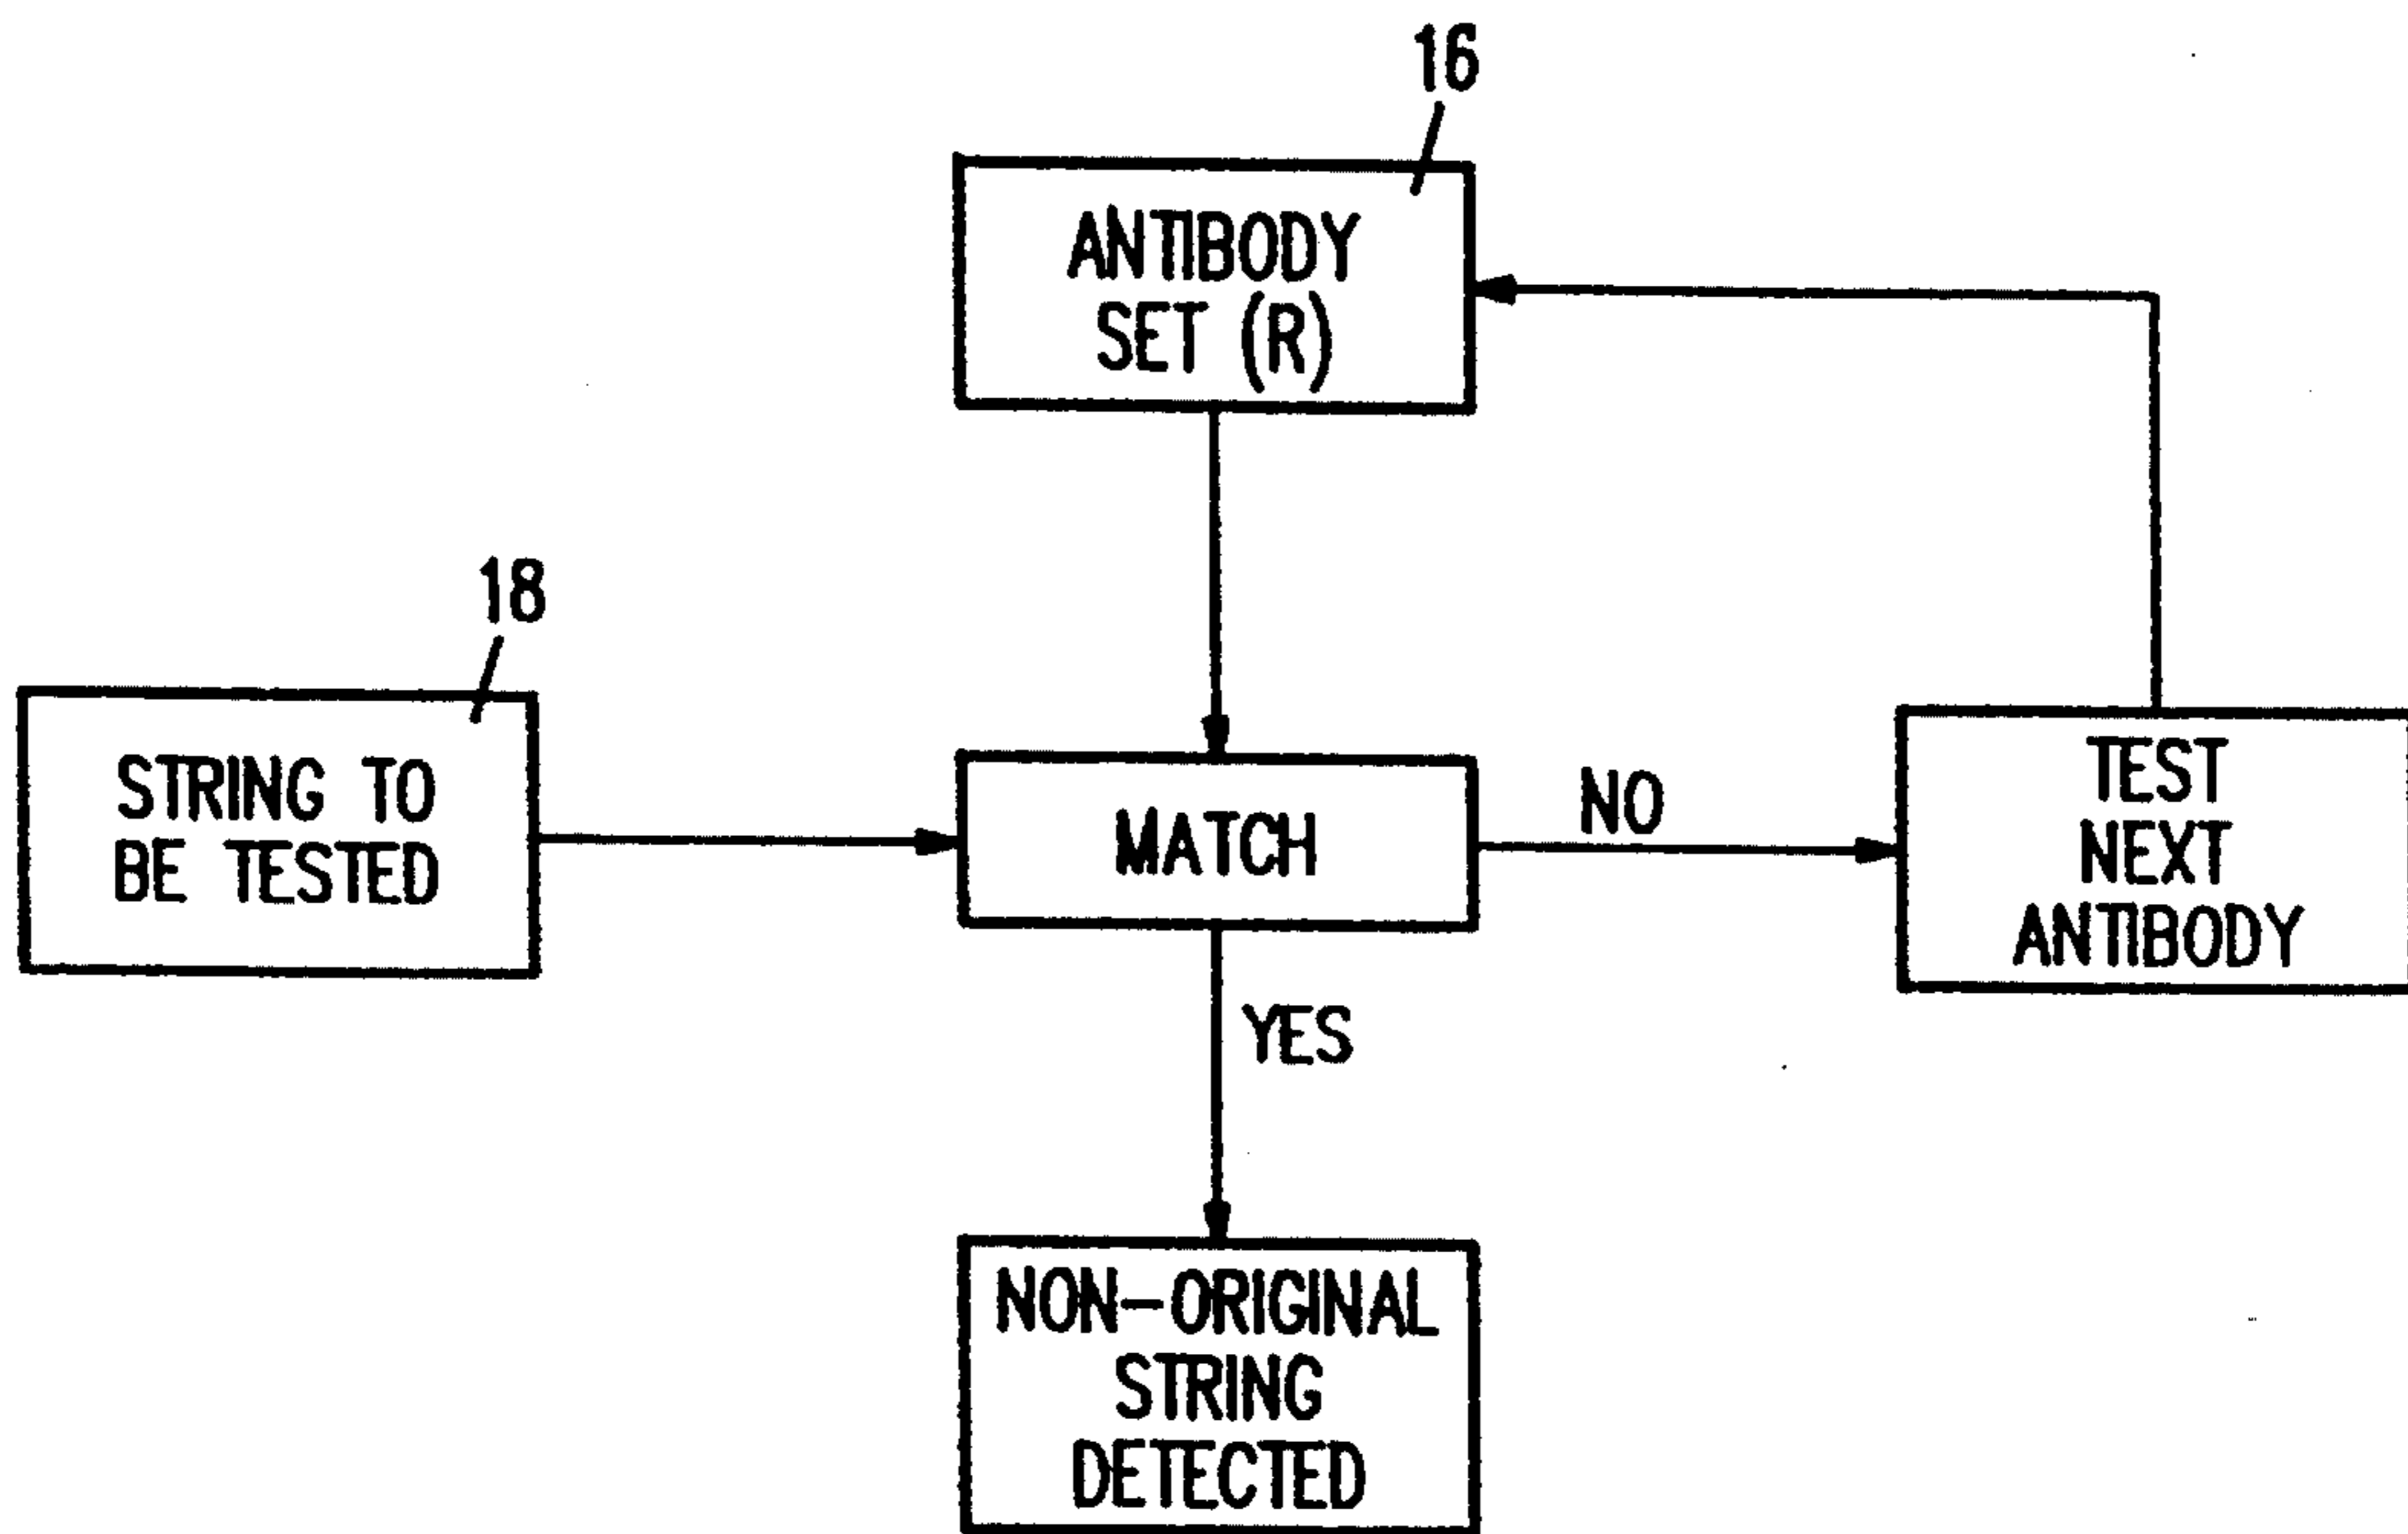 16
ANTIBODY
SET (R)
18
STRING TO
BE TESTED
MATCH
NO
TEST
NEXT
ANTIBODY
YES
NON-ORIGINAL
STRING
DETECTED